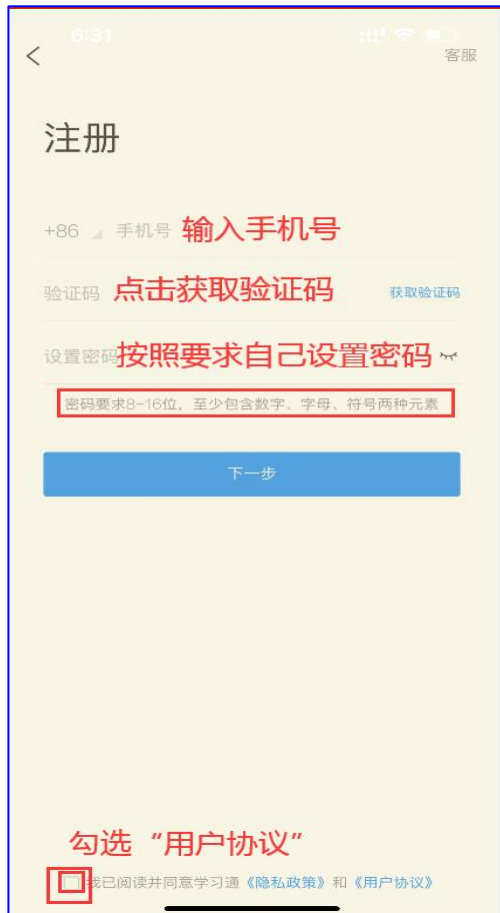 6:31
客服
注册
+86 手机号 输入手机号
验证码 点击获取验证码 获取验证码
设置密码 按照要求自己设置密码
密码要求8-16位，至少包含数字、字母、符号两种元素
下一步
勾选“用户协议”
我已阅读并同意学习通《隐私政策》和《用户协议》